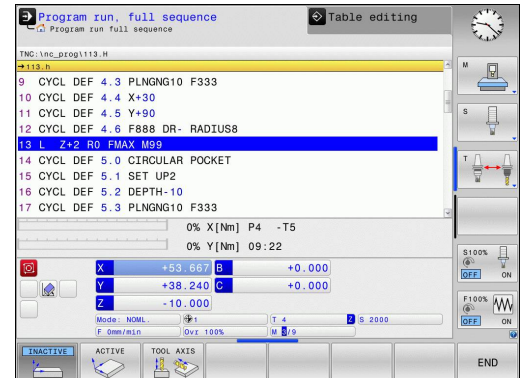 Program run, full sequence
Program run full sequence
Table editing
TNC:\nc_prog\113.H
→113.h
9 CYCL DEF 4.3 PLNGNG10 F333
10 CYCL DEF 4.4 X+30
11 CYCL DEF 4.5 Y+90
12 CYCL DEF 4.6 F888 DR- RADIUS8
13 L Z+2 R0 FMAX M99
14 CYCL DEF 5.0 CIRCULAR POCKET
15 CYCL DEF 5.1 SET UP2
16 CYCL DEF 5.2 DEPTH-10
17 CYCL DEF 5.3 PLNGNG10 F333
0% X[Nm] P4 -T5
0% Y[Nm] 09:22
X +53.667 B +0.000
Y +38.240 C +0.000
Z -10.000
Mode: NOML. 1 T 4 Z S 2000
F 0mm/min Ovr 100% M 3/9
M
S
T
S100%
OFF ON
F100%
OFF ON
INACTIVE ACTIVE TOOL AXIS END